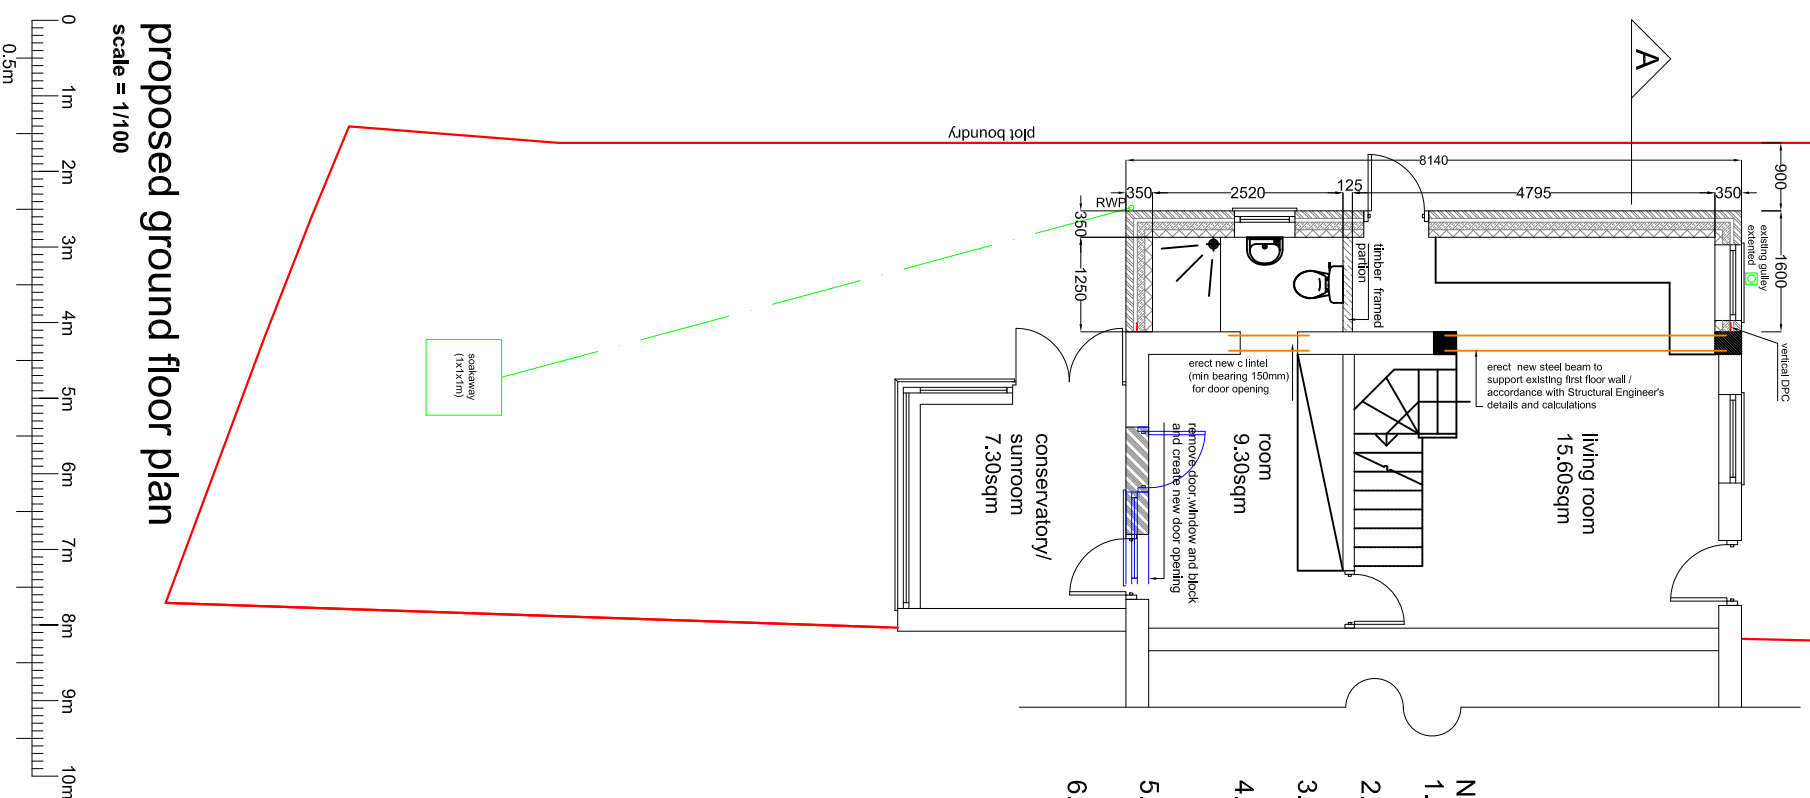 proposed ground floor plan
scale = 1/100
0
0.5m
1m
2m
3m
4m
5m
6m
7m
8m
9m
10m
plot boundry
A
8140
350
2520
125
4795
350
900
1600
350
1250
RWP
existing gulley
extented
vertical DPC
timber framed
partion
soakaway
(1x1x1m)
erect new c lintel
(min bearing 150mm)
for door opening
erect new steel beam to
support existing first floor wall /
accordance with Structural Engineer's
details and calculations
living room
15.60sqm
room
9.30sqm
remove door,window and block
and create new door opening
conservatory/
sunroom
7.30sqm
N
1.
2.
3.
4.
5.
6.